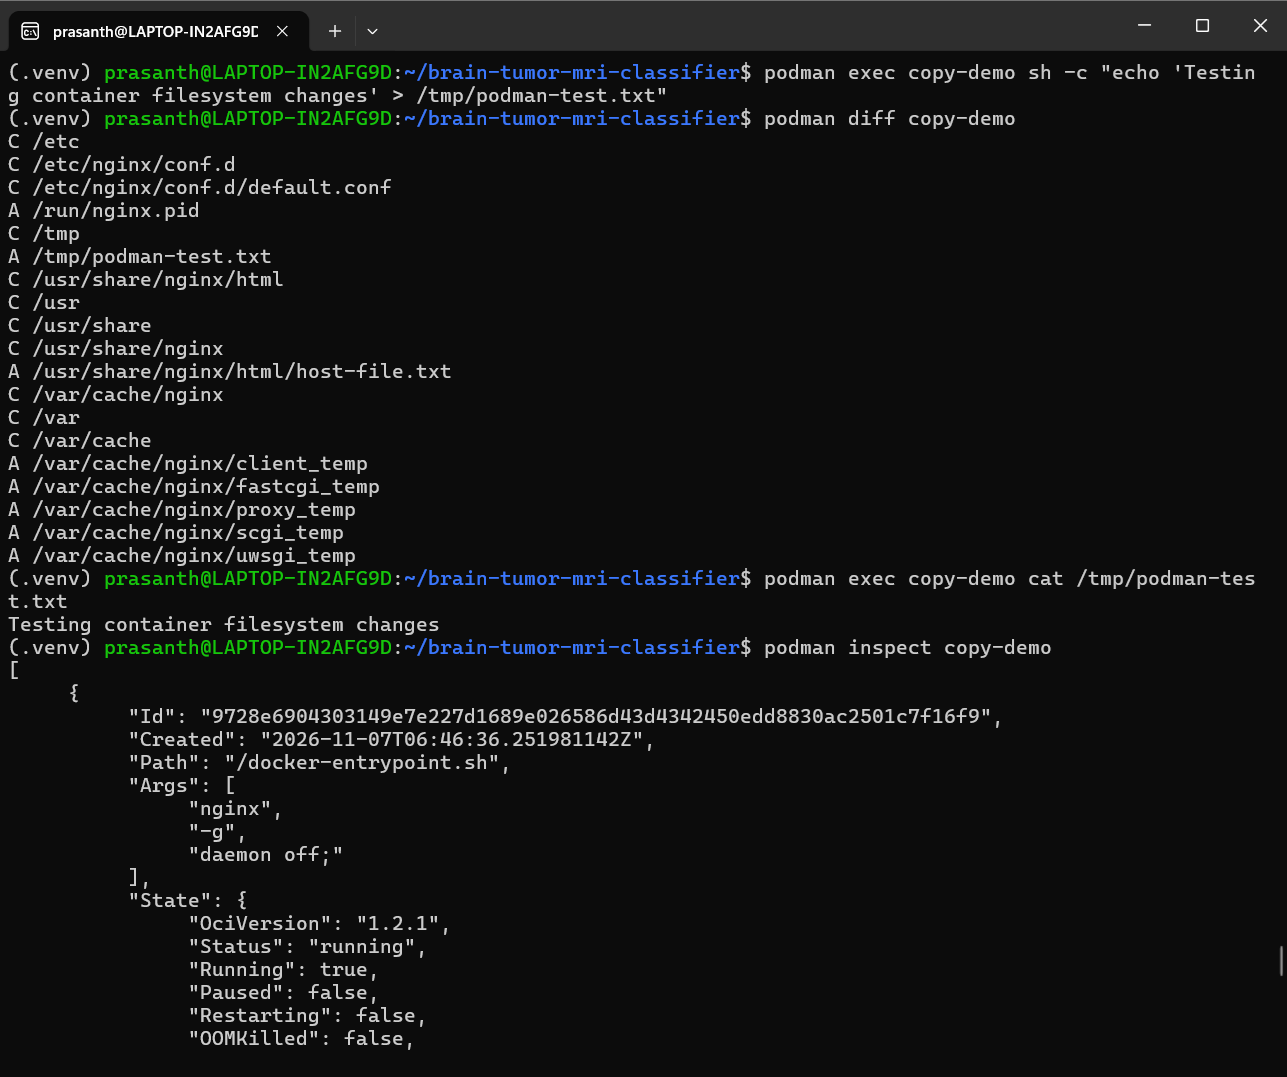 prasanth@LAPTOP-IN2AFG9D
(.venv) prasanth@LAPTOP-IN2AFG9D:~/brain-tumor-mri-classifier$ podman exec copy-demo sh -c "echo 'Testin
g container filesystem changes' > /tmp/podman-test.txt"
(.venv) prasanth@LAPTOP-IN2AFG9D:~/brain-tumor-mri-classifier$ podman diff copy-demo
C /etc
C /etc/nginx/conf.d
C /etc/nginx/conf.d/default.conf
A /run/nginx.pid
C /tmp
A /tmp/podman-test.txt
C /usr/share/nginx/html
C /usr
C /usr/share
C /usr/share/nginx
A /usr/share/nginx/html/host-file.txt
C /var/cache/nginx
C /var
C /var/cache
A /var/cache/nginx/client_temp
A /var/cache/nginx/fastcgi_temp
A /var/cache/nginx/proxy_temp
A /var/cache/nginx/scgi_temp
A /var/cache/nginx/uwsgi_temp
(.venv) prasanth@LAPTOP-IN2AFG9D:~/brain-tumor-mri-classifier$ podman exec copy-demo cat /tmp/podman-tes
t.txt
Testing container filesystem changes
(.venv) prasanth@LAPTOP-IN2AFG9D:~/brain-tumor-mri-classifier$ podman inspect copy-demo
[
     {
          "Id": "9728e6904303149e7e227d1689e026586d43d4342450edd8830ac2501c7f16f9",
          "Created": "2026-11-07T06:46:36.251981142Z",
          "Path": "/docker-entrypoint.sh",
          "Args": [
               "nginx",
               "-g",
               "daemon off;"
          ],
          "State": {
               "OciVersion": "1.2.1",
               "Status": "running",
               "Running": true,
               "Paused": false,
               "Restarting": false,
               "OOMKilled": false,